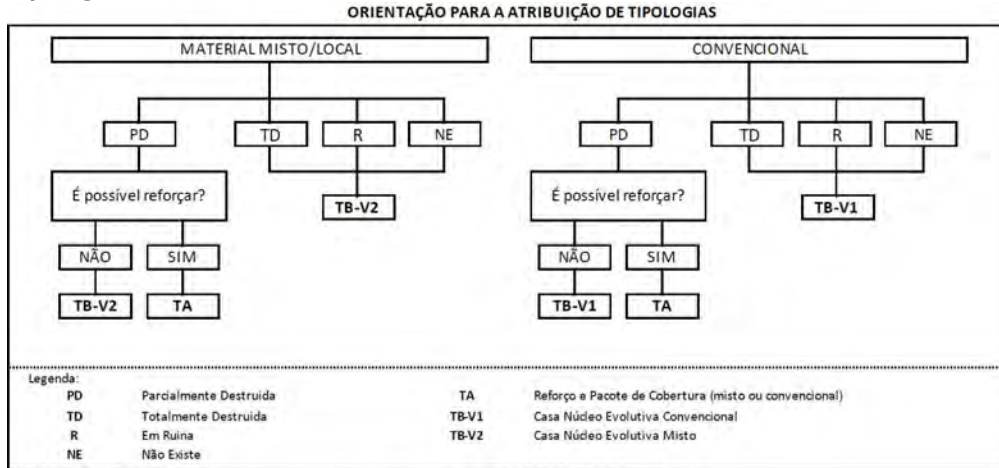 ORIENTAÇÃO PARA A ATRIBUIÇÃO DE TIPOLOGIAS
MATERIAL MISTO/LOCAL CONVENCIONAL
PD TD R NE PD TD R NE
É possível reforçar? TB-V2 É possível reforçar? TB-V1
NÃO SIM NÃO SIM
TB-V2 TA TB-V1 TA
Legenda:
PD Parcialmente Destruida TA Reforço e Pacote de Cobertura (misto ou convencional)
TD Totalmente Destruida TB-V1 Casa Núcleo Evolutiva Convencional
R Em Ruina TB-V2 Casa Núcleo Evolutiva Misto
NE Não Existe